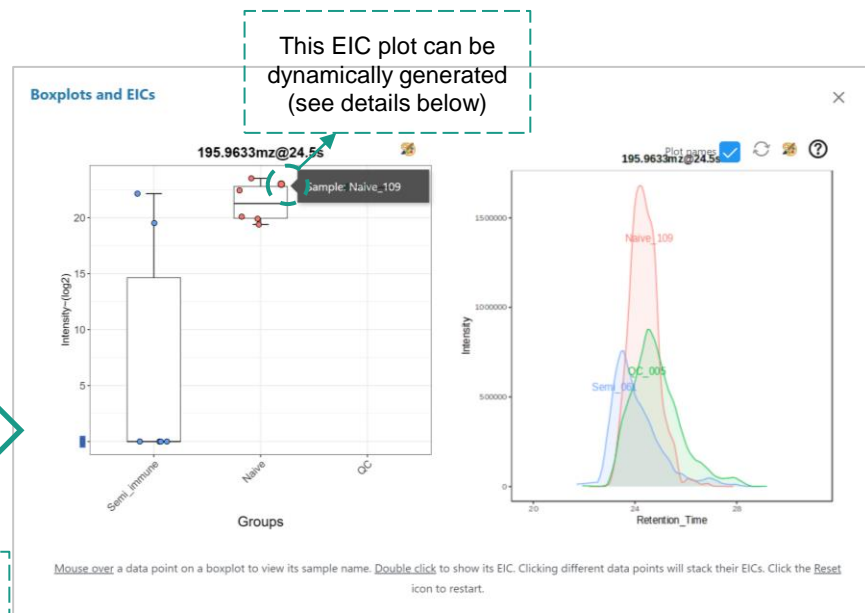 This EIC plot can be
dynamically generated
(see details below)
Boxplots and EICs
195.9633mz@24.5s
Sample: Naive_109
20
15
10
5
Intensity~(log2)
Semi_immune
Naive
QC
Groups
Plot names
195.9633mz@24.5s
1500000
1000000
500000
0
Intensity
Naive_109
QC_005
Semi_061
20
24
28
Retention_Time
Mouse over a data point on a boxplot to view its sample name. Double click to show its EIC. Clicking different data points will stack their EICs. Click the Reset
icon to restart.